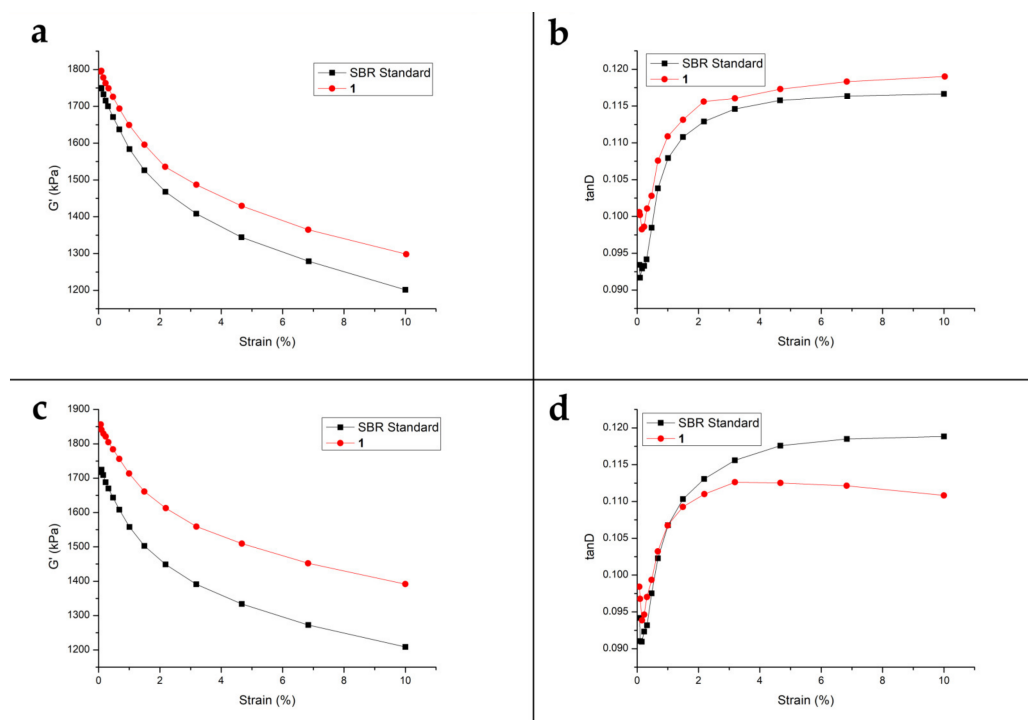 a
1800
1700
1600
1500
1400
1300
1200
G' (kPa)
0 2 4 6 8 10
Strain (%)
SBR Standard
1
b
0.120
0.115
0.110
0.105
0.100
0.095
0.090
tanD
0 2 4 6 8 10
Strain (%)
SBR Standard
1
c
1900
1800
1700
1600
1500
1400
1300
1200
G' (kPa)
0 2 4 6 8 10
Strain (%)
SBR Standard
1
d
0.120
0.115
0.110
0.105
0.100
0.095
0.090
tanD
0 2 4 6 8 10
Strain (%)
SBR Standard
1